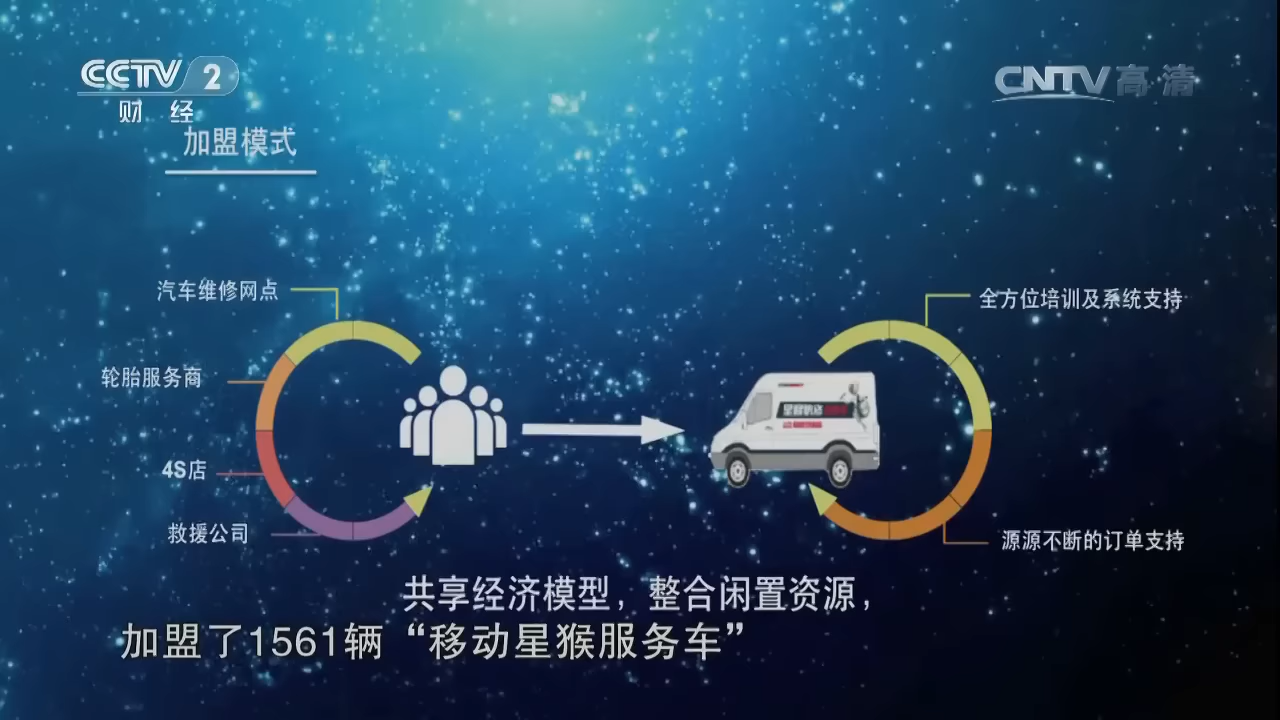 CCTV 2
财 经
CNTV高清
加盟模式
汽车维修网点
轮胎服务商
4S店
救援公司
全方位培训及系统支持
源源不断的订单支持
共享经济模型，整合闲置资源，
加盟了1561辆“移动星猴服务车”